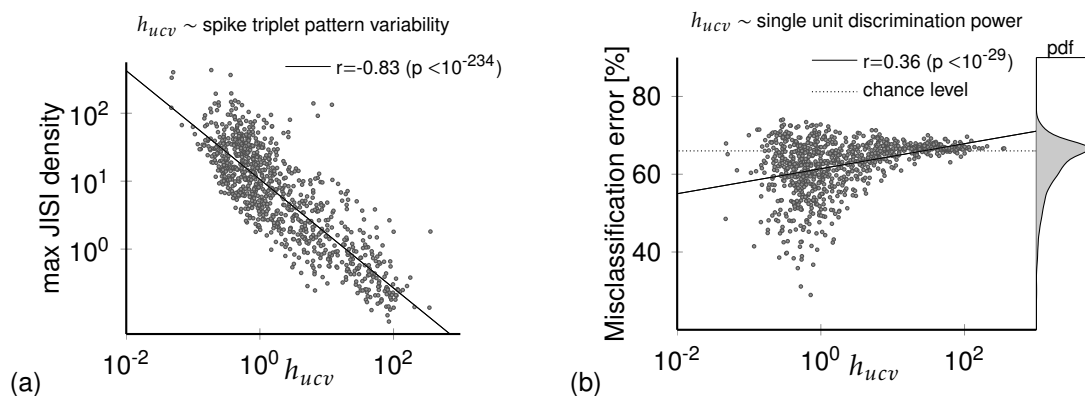 h_ucv ∼ spike triplet pattern variability
r=-0.83 (p <10^-234)
max JISI density
10^2
10^1
10^0
10^-2 10^0 10^2
h_ucv
(a)
h_ucv ∼ single unit discrimination power
pdf
r=0.36 (p <10^-29)
chance level
Misclassification error [%]
80
60
40
10^-2 10^0 10^2
h_ucv
(b)